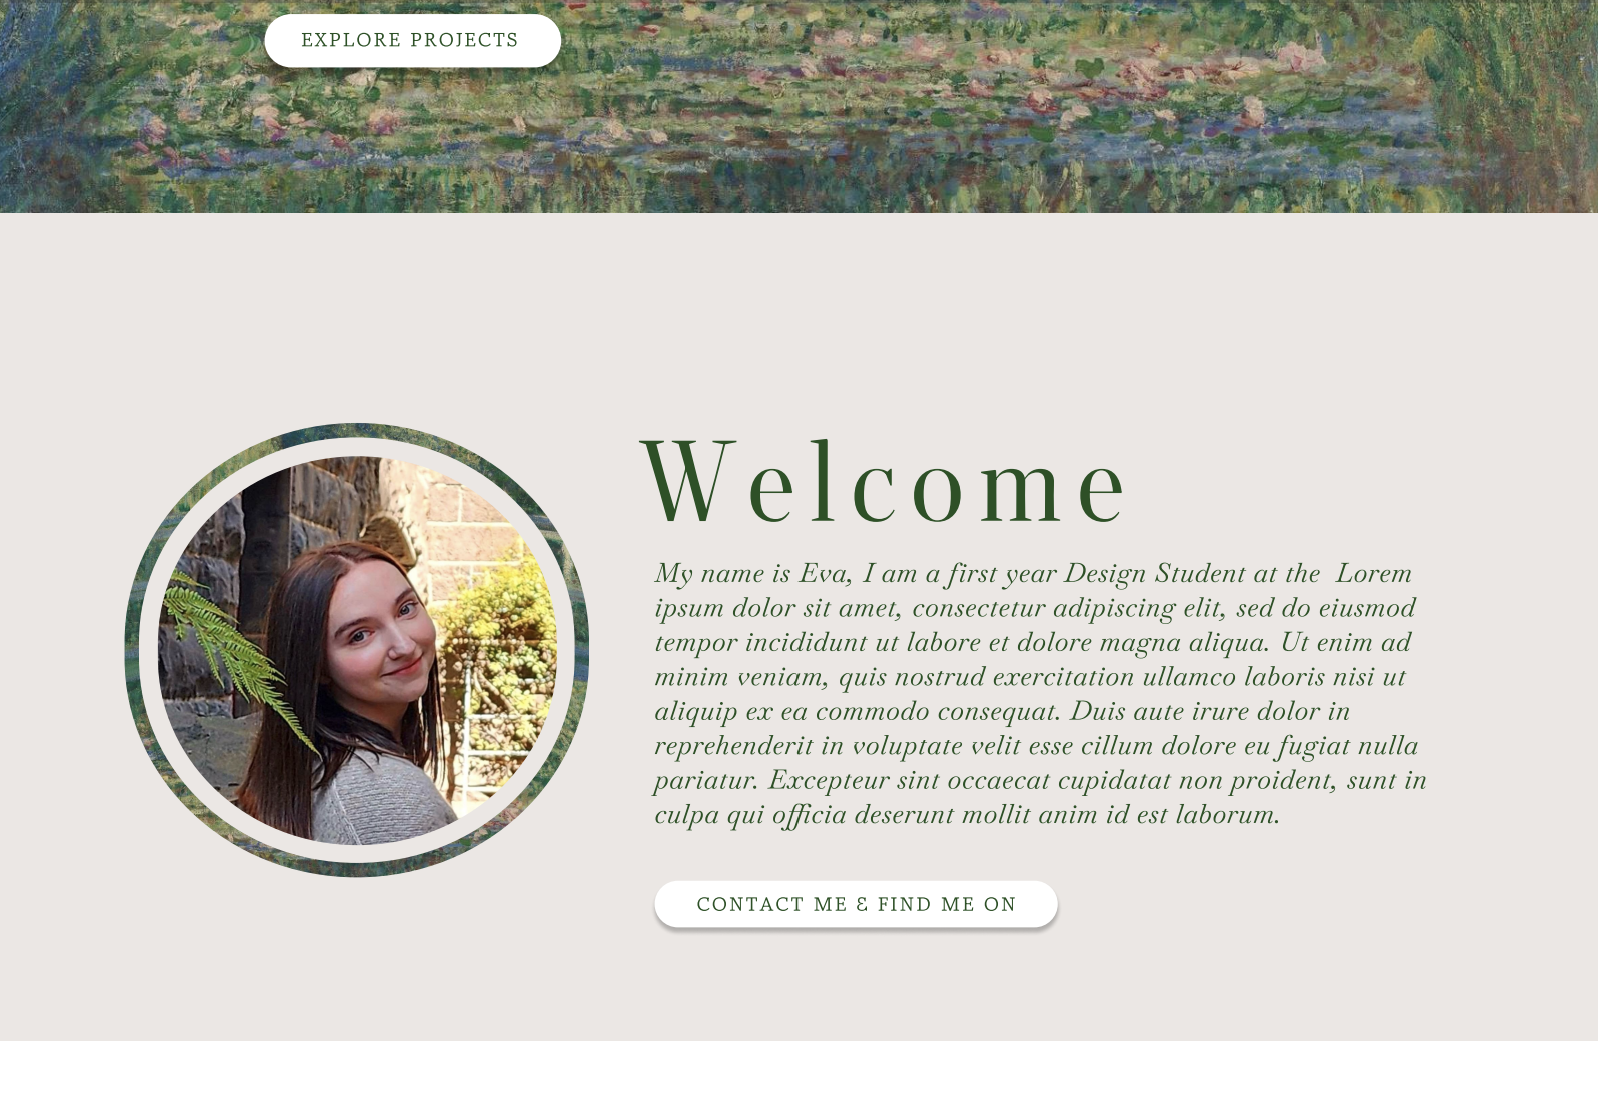 EXPLORE PROJECTS
Welcome
My name is Eva, I am a first year Design Student at the  Lorem
ipsum dolor sit amet, consectetur adipiscing elit, sed do eiusmod
tempor incididunt ut labore et dolore magna aliqua. Ut enim ad
minim veniam, quis nostrud exercitation ullamco laboris nisi ut
aliquip ex ea commodo consequat. Duis aute irure dolor in
reprehenderit in voluptate velit esse cillum dolore eu fugiat nulla
pariatur. Excepteur sint occaecat cupidatat non proident, sunt in
culpa qui officia deserunt mollit anim id est laborum.
CONTACT ME & FIND ME ON